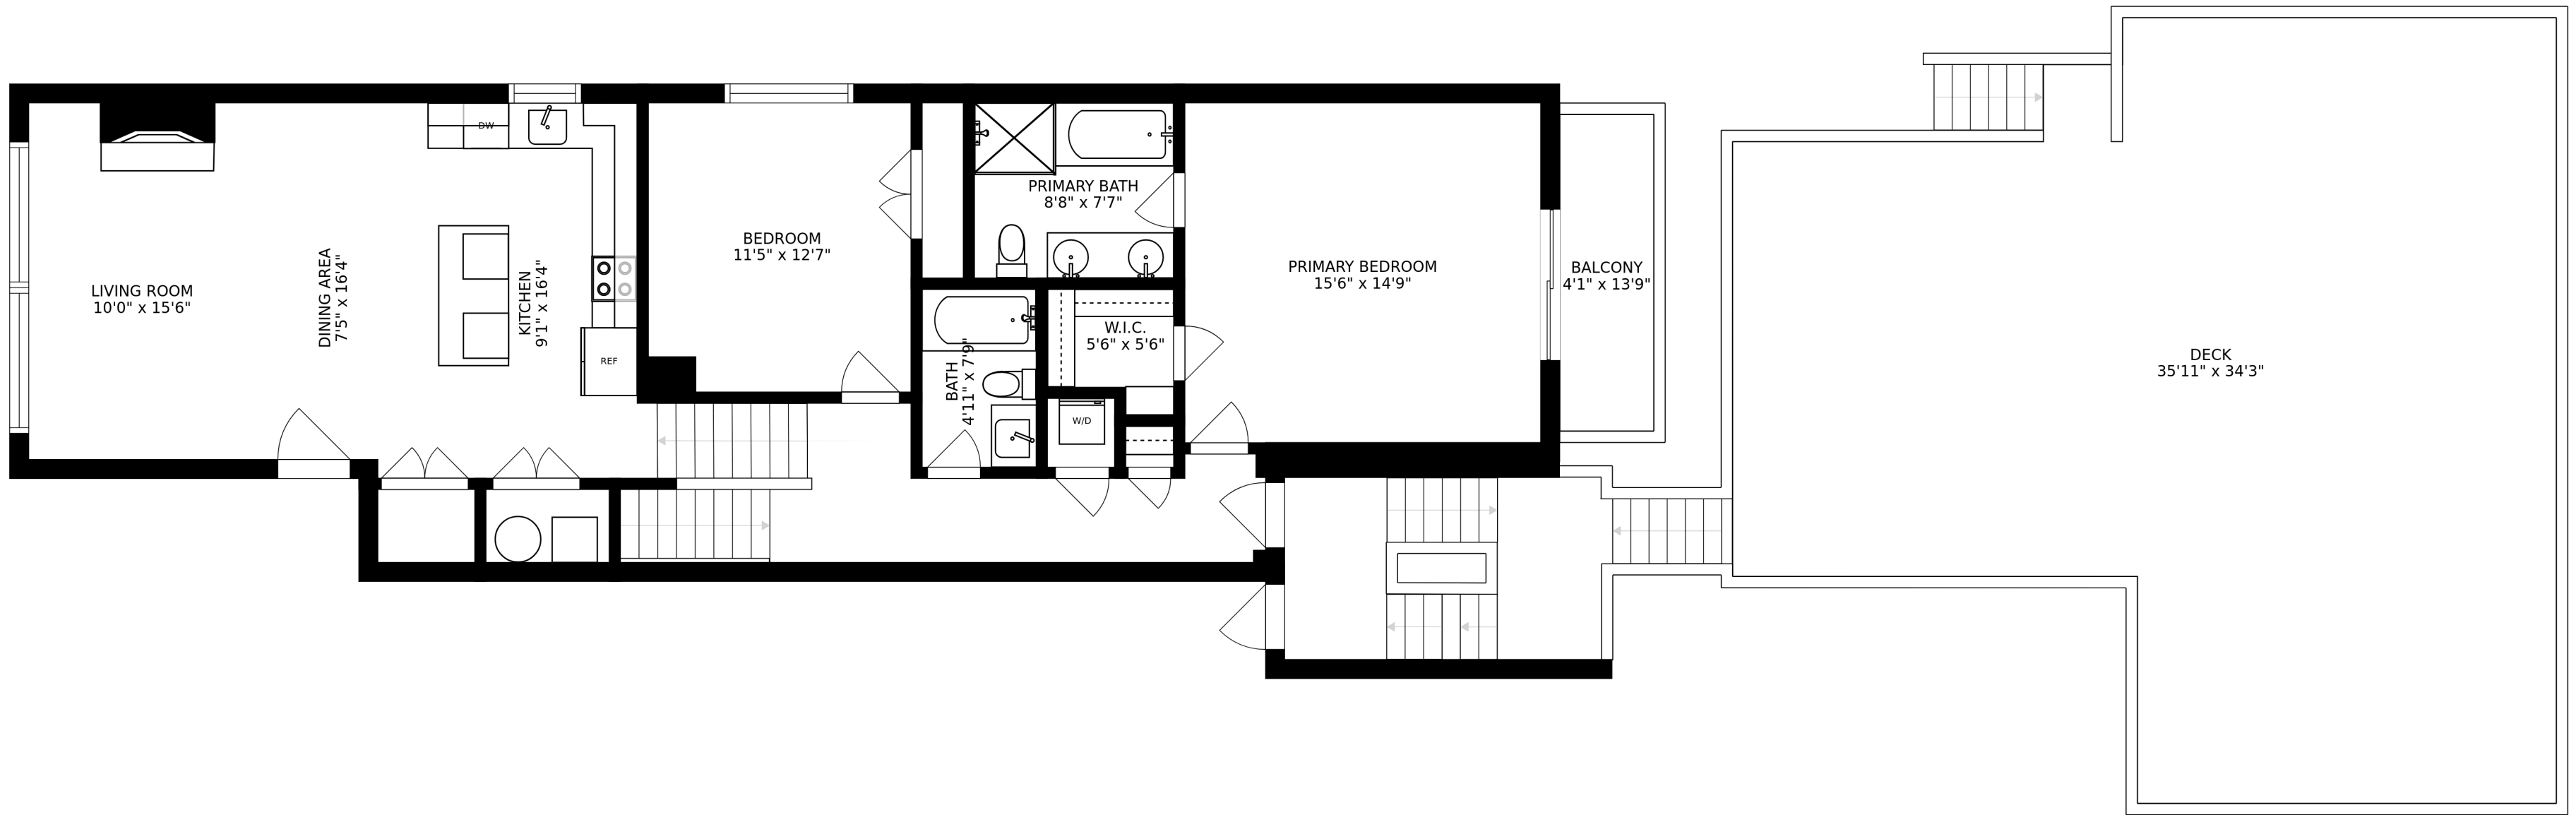 LIVING ROOM
10'0" x 15'6"
DINING AREA
7'5" x 16'4"
DW
KITCHEN
9'1" x 16'4"
REF
BEDROOM
11'5" x 12'7"
PRIMARY BATH
8'8" x 7'7"
BATH
4'11" x 7'9"
W.I.C.
5'6" x 5'6"
W/D
PRIMARY BEDROOM
15'6" x 14'9"
BALCONY
4'1" x 13'9"
DECK
35'11" x 34'3"